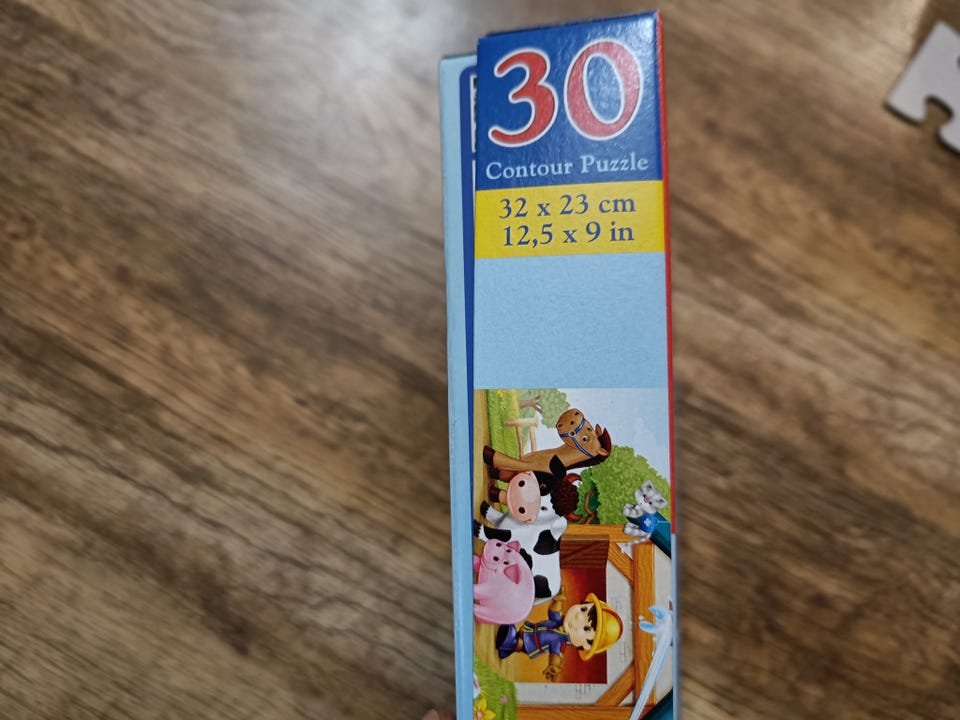 30
Contour Puzzle
32 x 23 cm
12,5 x 9 in